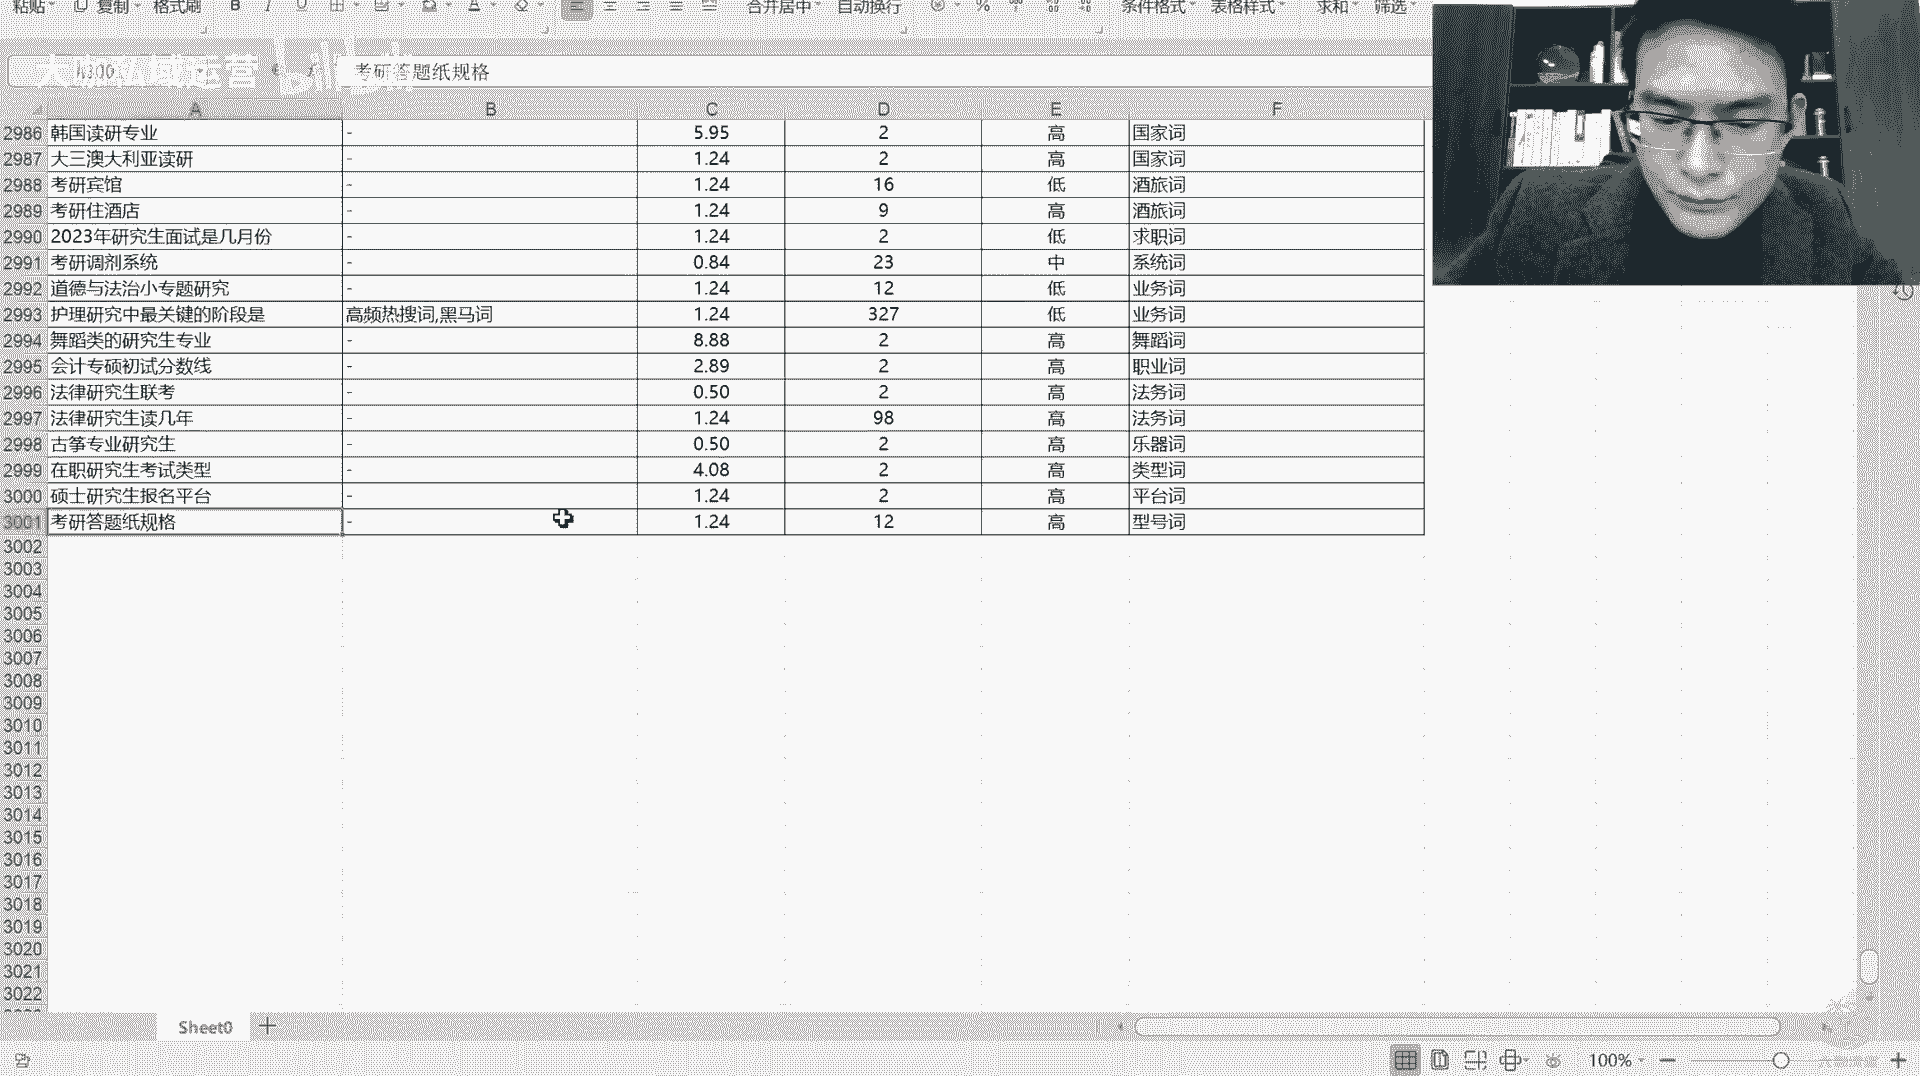 粘贴 复制 格式刷 B I U A 合并居中 自动换行 % 条件格式 表格样式 求和 筛选
大 私域运营 bilibili
考研答题纸规格
A B C D E F
2986 韩国读研专业 - 5.95 2 高 国家词
2987 大三澳大利亚读研 - 1.24 2 高 国家词
2988 考研宾馆 - 1.24 16 低 酒旅词
2989 考研住酒店 - 1.24 9 高 酒旅词
2990 2023年研究生面试是几月份 - 1.24 2 低 求职词
2991 考研调剂系统 - 0.84 23 中 系统词
2992 道德与法治小专题研究 - 1.24 12 低 业务词
2993 护理研究中最关键的阶段是 高频热搜词,黑马词 1.24 327 低 业务词
2994 舞蹈类的研究生专业 - 8.88 2 高 舞蹈词
2995 会计专硕初试分数线 - 2.89 2 高 职业词
2996 法律研究生联考 - 0.50 2 高 法务词
2997 法律研究生读几年 - 1.24 98 高 法务词
2998 古筝专业研究生 - 0.50 2 高 乐器词
2999 在职研究生考试类型 - 4.08 2 高 类型词
3000 硕士研究生报名平台 - 1.24 2 高 平台词
3001 考研答题纸规格 - 1.24 12 高 型号词
3002
3003
3004
3005
3006
3007
3008
3009
3010
3011
3012
3013
3014
3015
3016
3017
3018
3019
3020
3021
3022
Sheet0 +
100% − +